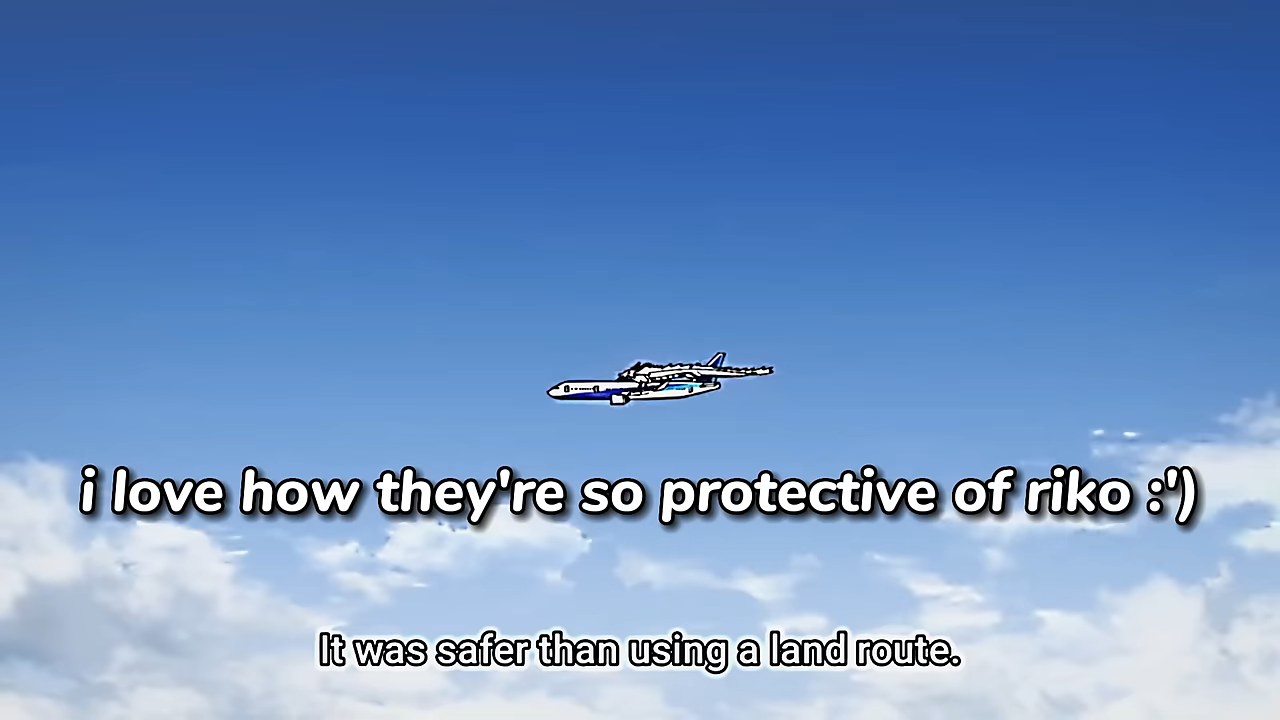 i love how they're so protective of riko :')
It was safer than using a land route.